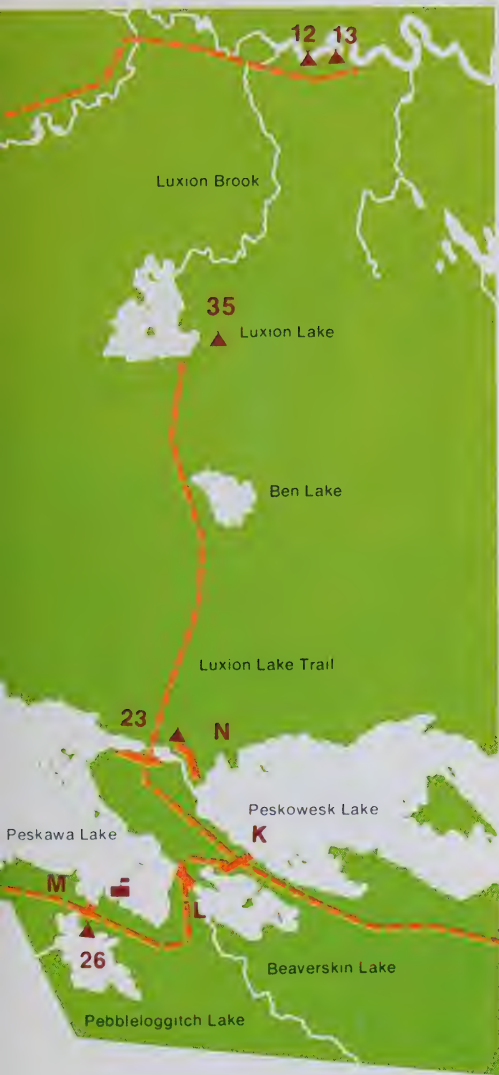 12 13
Luxion Brook
35
Luxion Lake
Ben Lake
Luxion Lake Trail
23
N
Peskowesk Lake
Peskawa Lake
K
M
L
26
Beaverskin Lake
Pebbleloggitch Lake